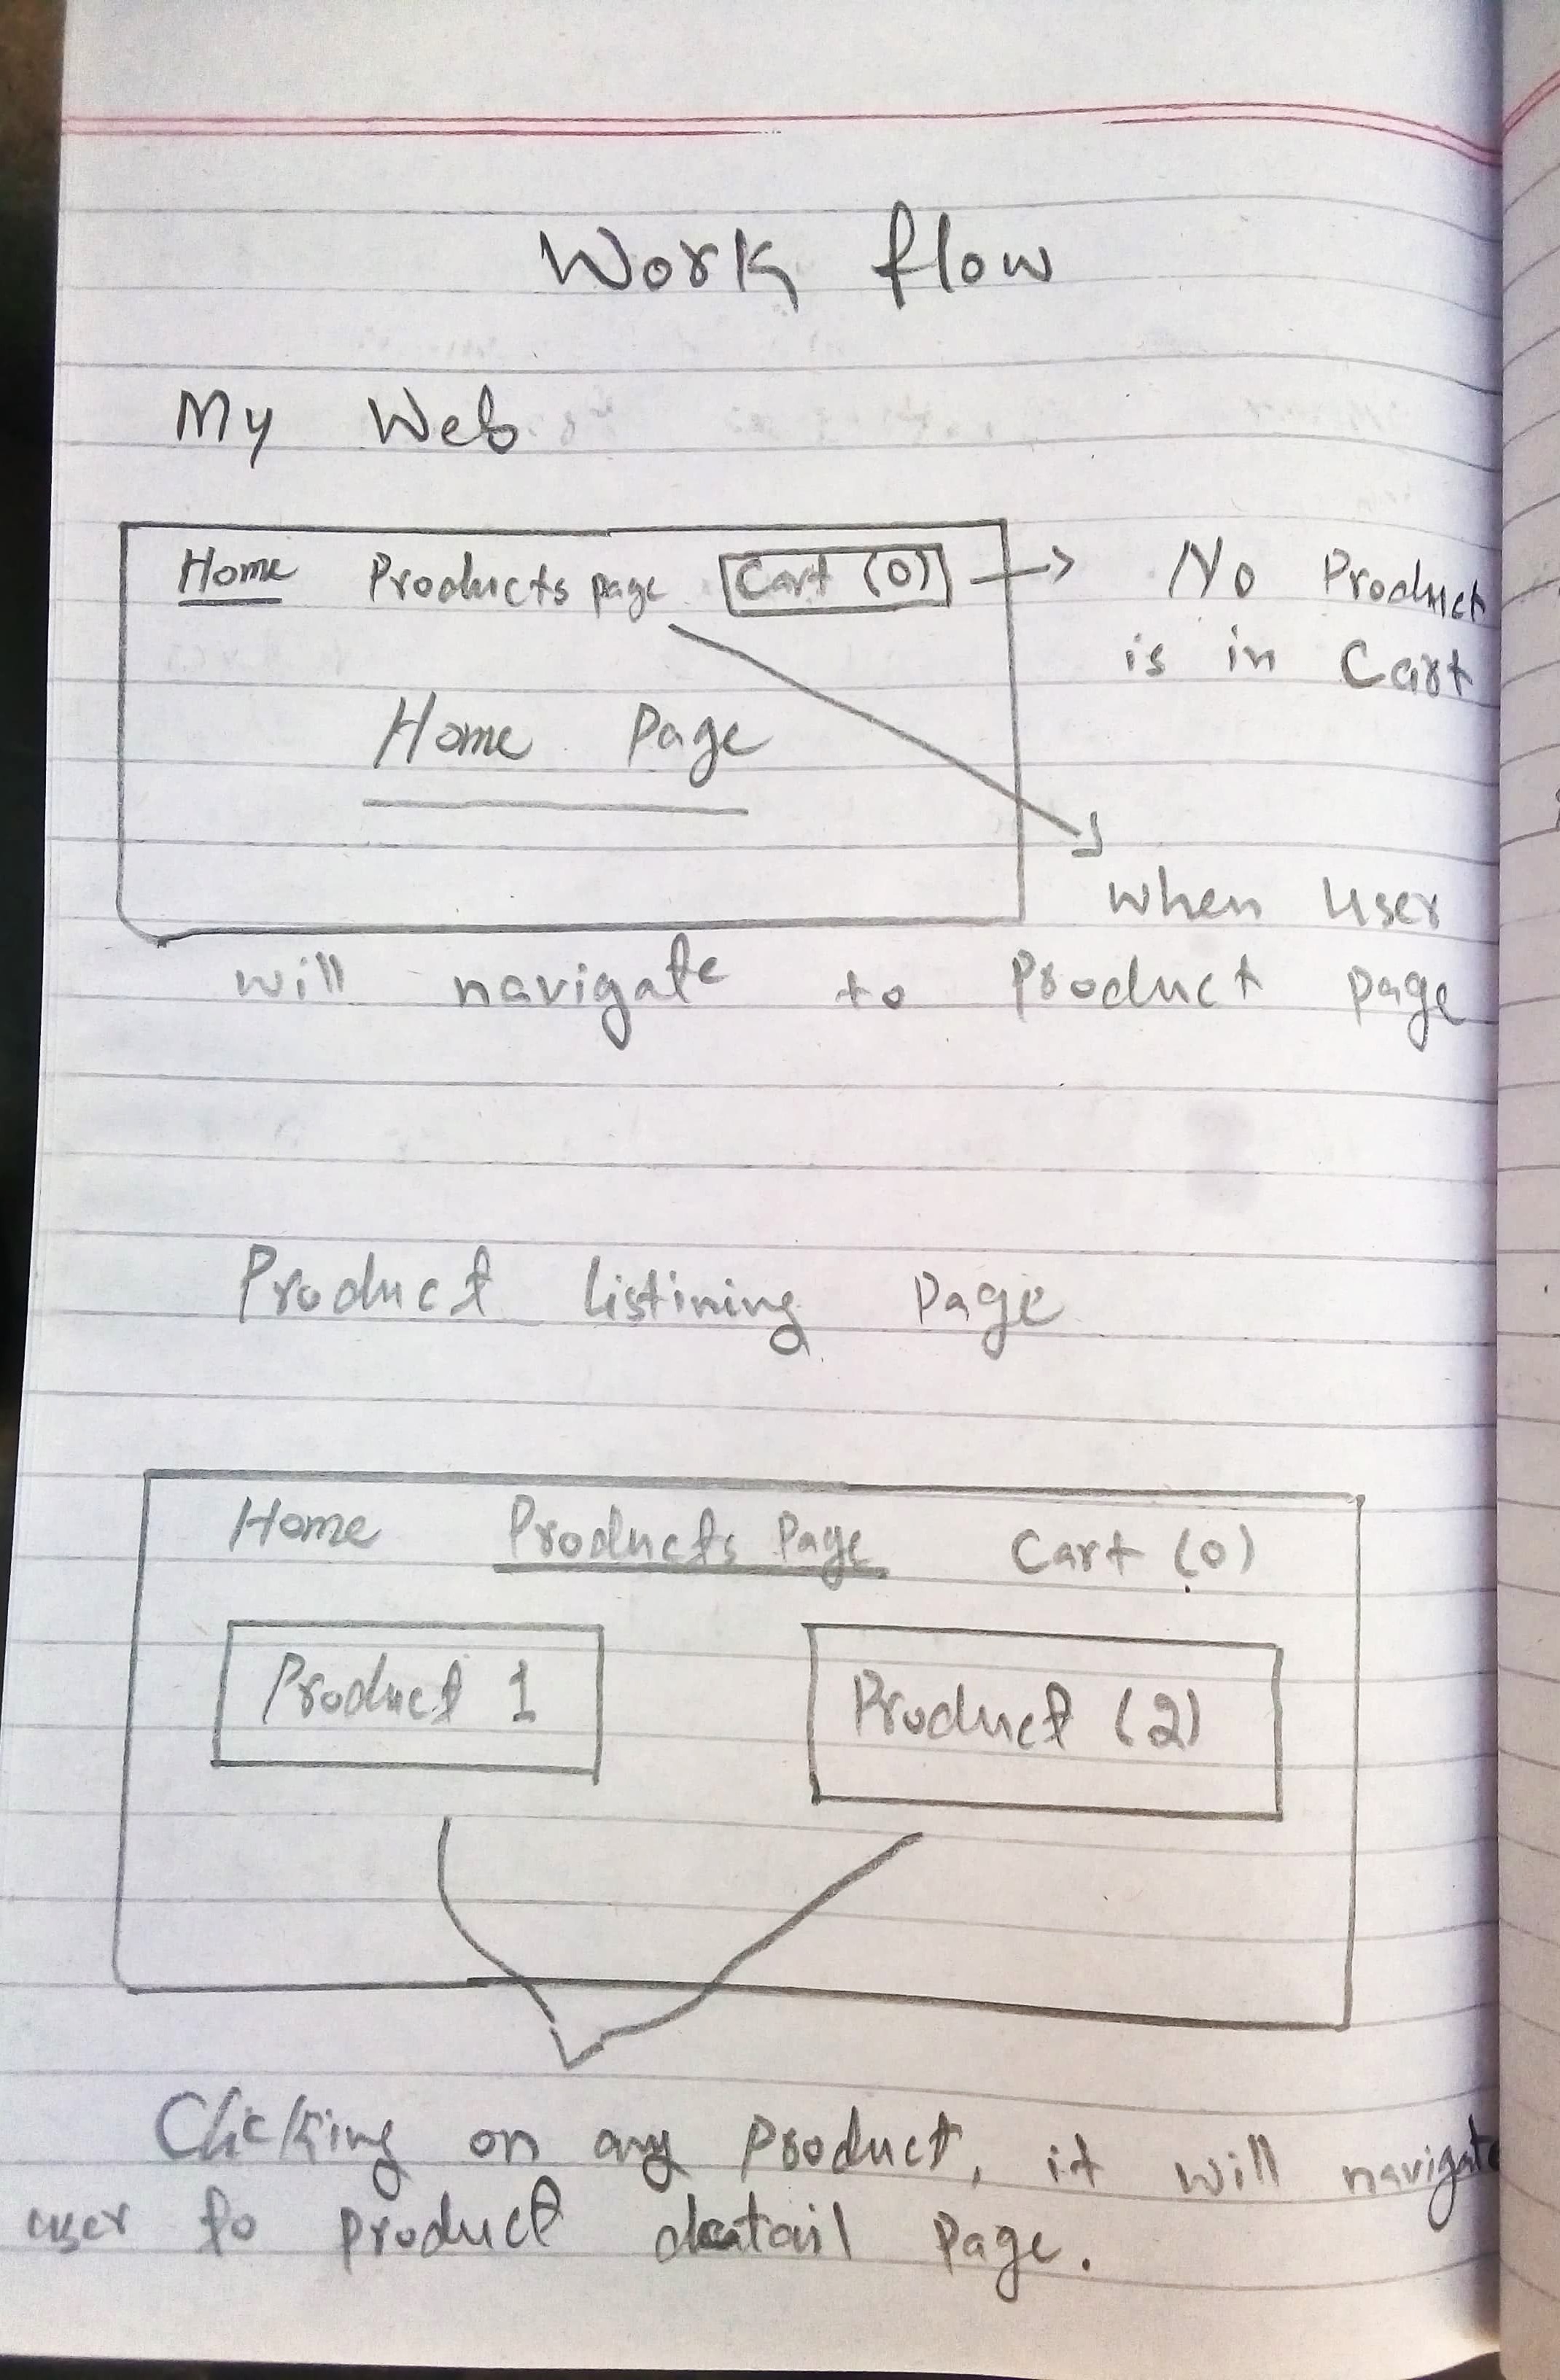 Work flow
My Web
Home Products page Cart (0) → No Product
is in Cart
Home Page
when user
will navigate to Product page
Product listining Page
Home Products Page Cart (0)
Product 1 Product (2)
Clicking on any Product, it will navigate
user to product detail Page.